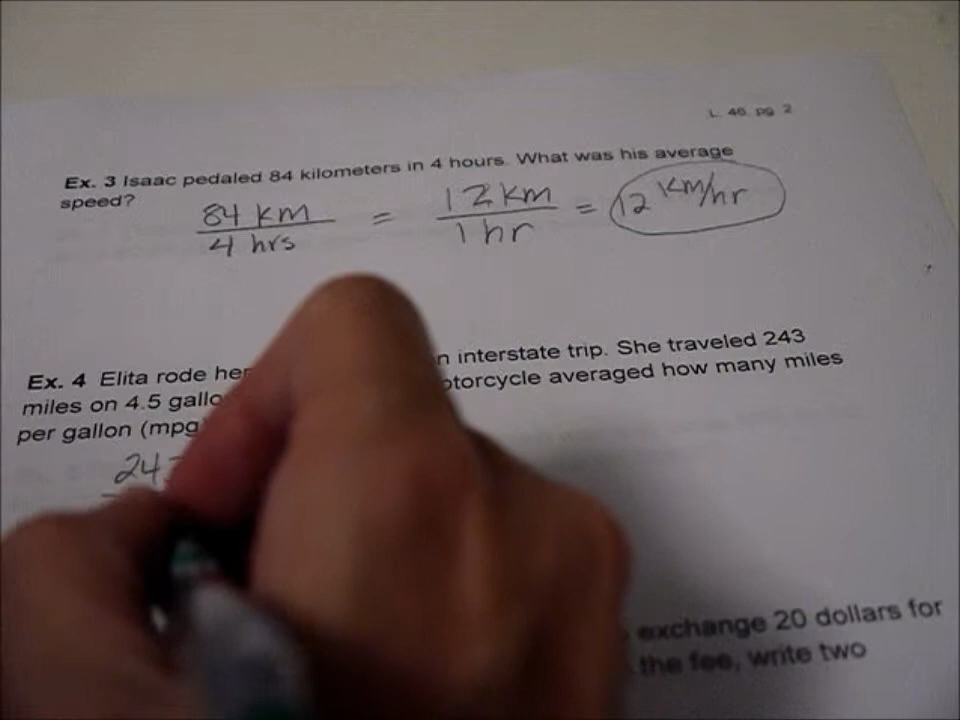 L. 46, pg 2
Ex. 3 Isaac pedaled 84 kilometers in 4 hours. What was his average
speed?
84 km / 4 hrs = 12 km / 1 hr = 12 km/hr
Ex. 4 Elita rode her n interstate trip. She traveled 243
miles on 4.5 gallo otorcycle averaged how many miles
per gallon (mpg
243
exchange 20 dollars for
the fee, write two